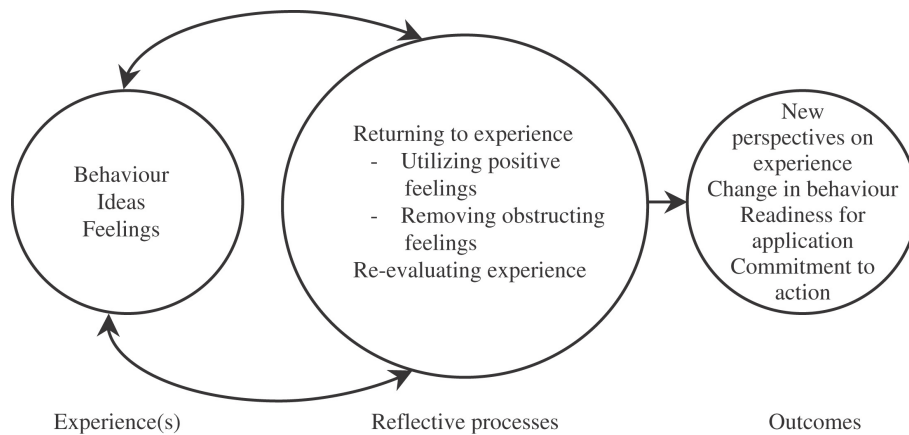 Behaviour
Ideas
Feelings
Returning to experience
- Utilizing positive
feelings
- Removing obstructing
feelings
Re-evaluating experience
New
perspectives on
experience
Change in behaviour
Readiness for
application
Commitment to
action
Experience(s)
Reflective processes
Outcomes